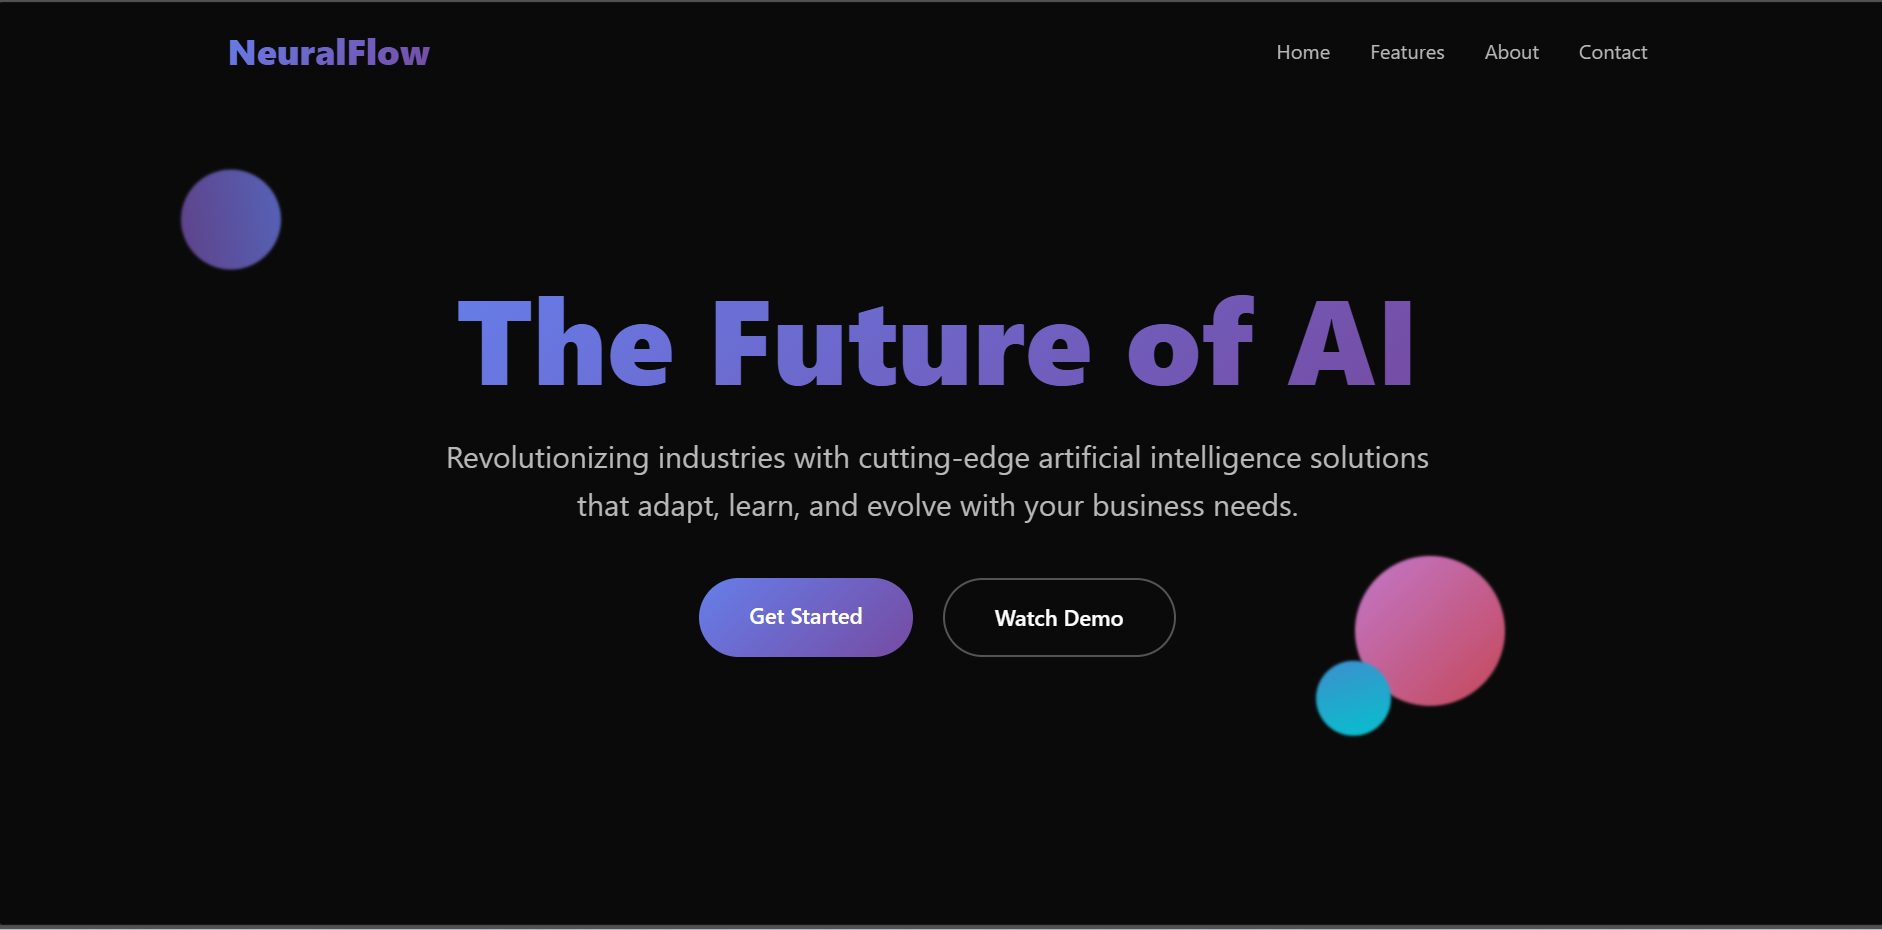 NeuralFlow
Home Features About Contact
The Future of AI
Revolutionizing industries with cutting-edge artificial intelligence solutions
that adapt, learn, and evolve with your business needs.
Get Started Watch Demo